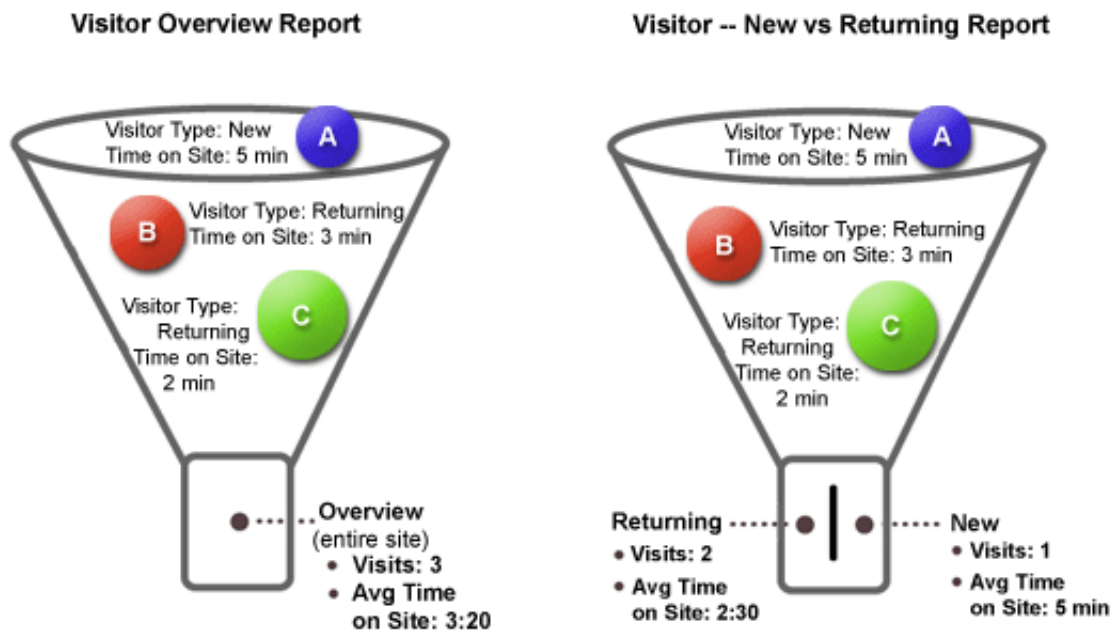 Visitor Overview Report
Visitor Type: New
Time on Site: 5 min
A
B
Visitor Type: Returning
Time on Site: 3 min
Visitor Type:
Returning
Time on Site:
2 min
C
Overview
(entire site)
• Visits: 3
• Avg Time
on Site: 3:20
Visitor -- New vs Returning Report
Visitor Type: New
Time on Site: 5 min
A
B
Visitor Type: Returning
Time on Site: 3 min
Visitor Type:
Returning
Time on Site:
2 min
C
Returning
• Visits: 2
• Avg Time
on Site: 2:30
New
• Visits: 1
• Avg Time
on Site: 5 min